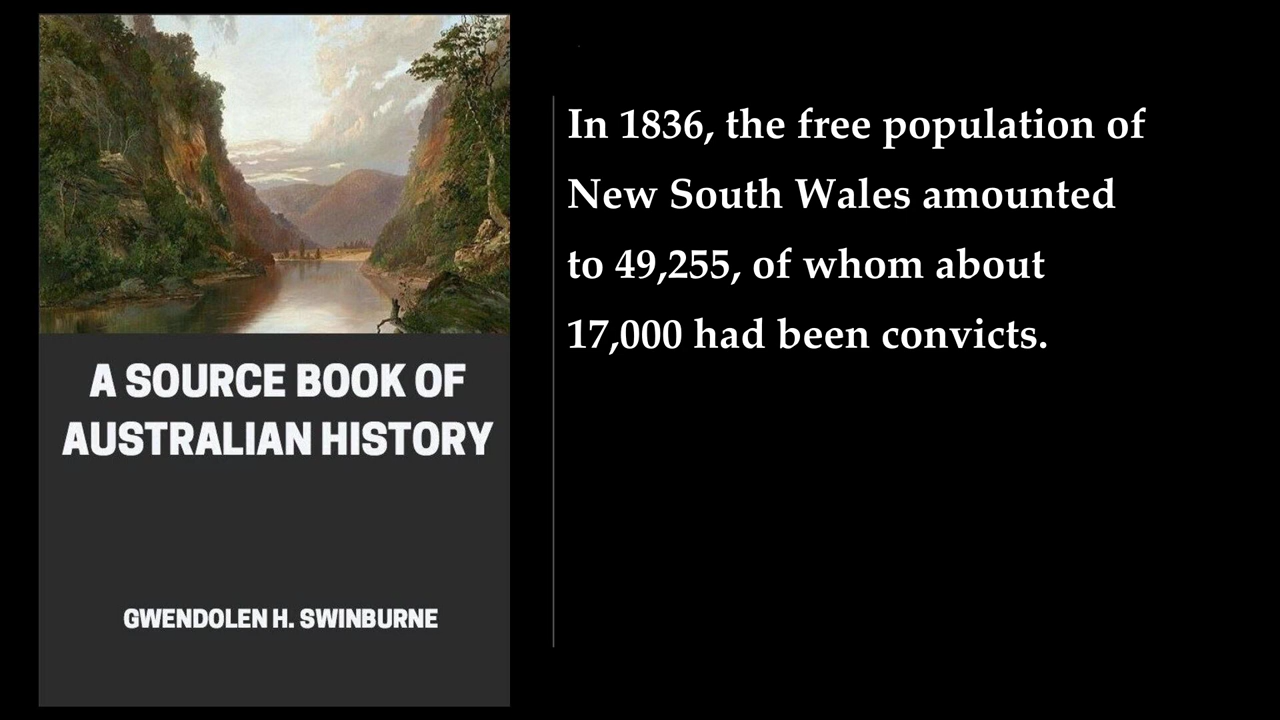 A SOURCE BOOK OF
AUSTRALIAN HISTORY
GWENDOLEN H. SWINBURNE
In 1836, the free population of
New South Wales amounted
to 49,255, of whom about
17,000 had been convicts.